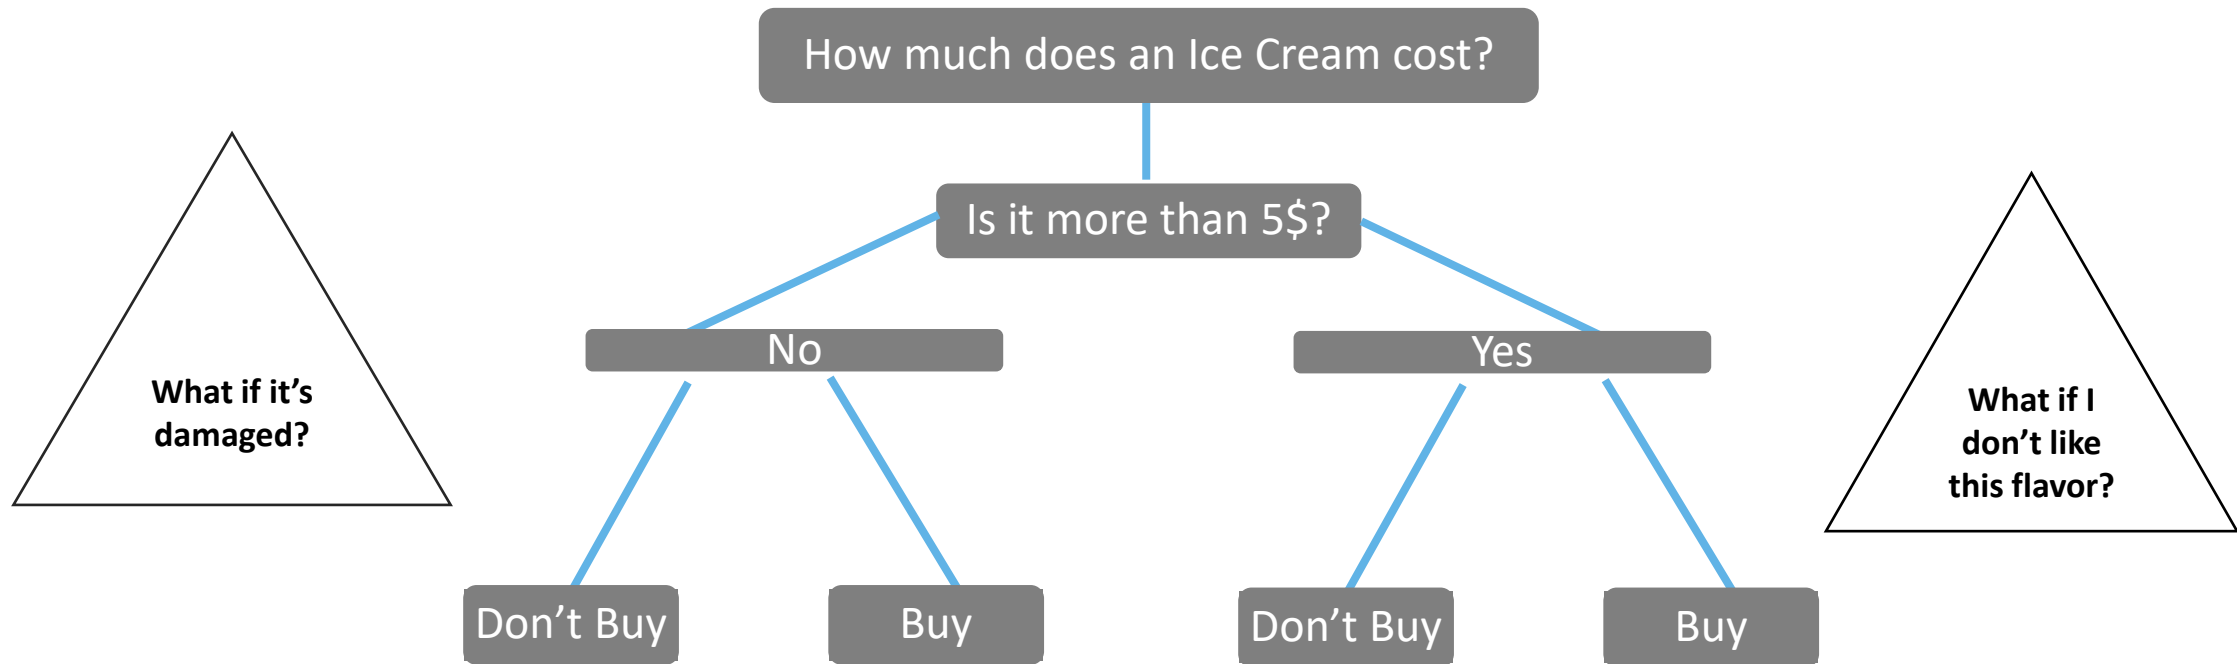 How much does an Ice Cream cost?
Is it more than 5$?
No
Yes
What if it’s
damaged?
What if I
don’t like
this flavor?
Don’t Buy
Buy
Don’t Buy
Buy